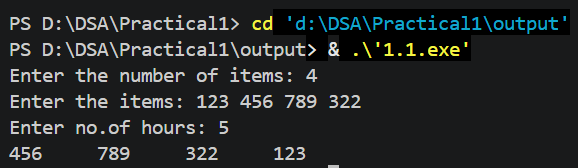 PS D:\DSA\Practical1> cd 'd:\DSA\Practical1\output'
PS D:\DSA\Practical1\output> & .\'1.1.exe'
Enter the number of items: 4
Enter the items: 123 456 789 322
Enter no.of hours: 5
456     789     322     123